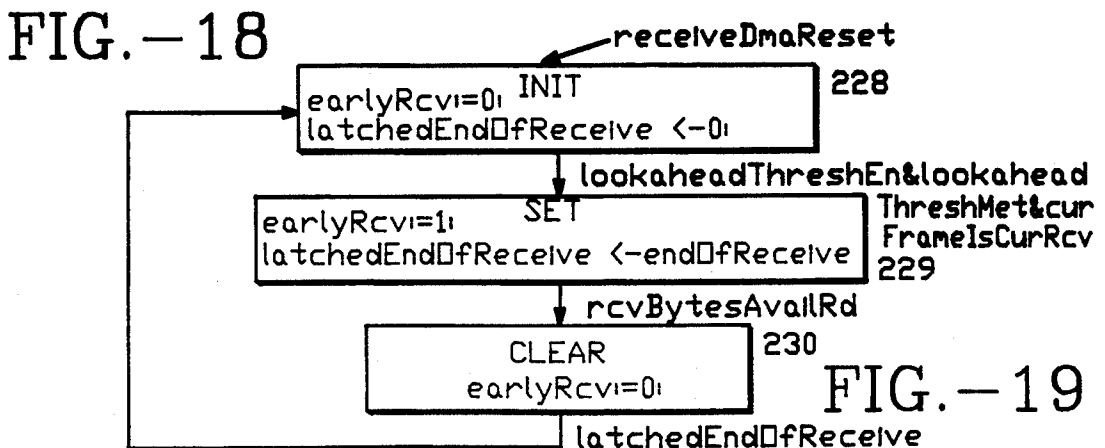 FIG.-18
receiveDmaReset
INIT
228
earlyRcv:=0;
latchedEndOfReceive <-0;
lookaheadThreshEn&lookahead
ThreshMet&cur
FrameIsCurRcv
229
SET
earlyRcv:=1;
latchedEndOfReceive <-endOfReceive
rcvBytesAvailRd
230
CLEAR
earlyRcv:=0;
FIG.-19
latchedEndOfReceive